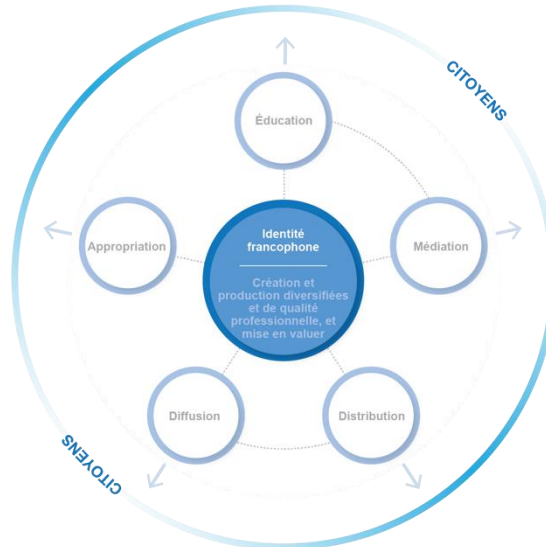 CITOYENS
Éducation
Appropriation
Identité
francophone
Création et
production diversifiées
et de qualité
professionnelle, et
mise en valuer
Médiation
Diffusion
Distribution
CITOYENS